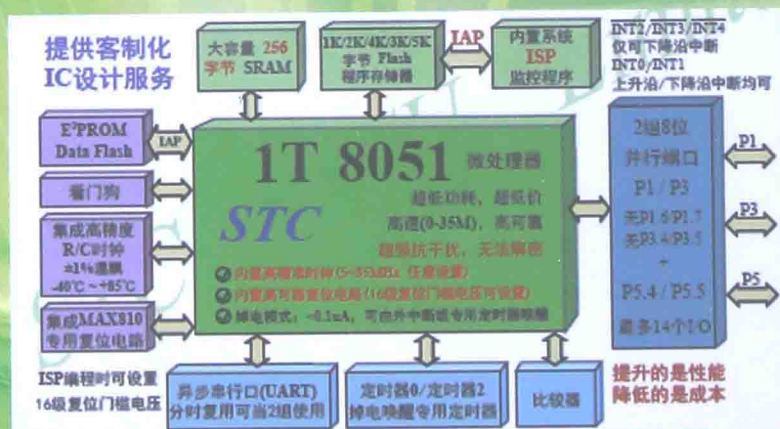 提供客制化
IC设计服务
大容量 256
字节 SRAM
1K/2K/4K/3K/5K
字节 Flash
程序存储器
IAP
内置系统
ISP
监控程序
INT2/INT3/INT4
仅可下降沿中断
INT0/INT1
上升沿/下降沿中断均可
E²PROM
Data Flash
IAP
看门狗
集成高精度
R/C时钟
±1%温飘
-40℃ ~ +85℃
集成MAX810
专用复位电路
ISP编程时可设置
16级复位门槛电压
1T 8051 微处理器
STC
超低功耗，超低价
高速(0-35M)，高可靠
超强抗干扰，无法解密
内置高精准时钟(5~35MHz 任意设置)
内置高可靠复位电路(16级复位门槛电压可设置)
掉电模式：<0.1uA，可由外中断或专用定时器唤醒
2组8位
并行端口
P1 / P3
无P1.6/P1.7
无P3.4/P3.5
+
P5.4 / P5.5
最多14个I/O
P1
P3
P5
异步串行口(UART)
分时复用可当2组使用
定时器0/定时器2
掉电唤醒专用定时器
比较器
提升的是性能
降低的是成本